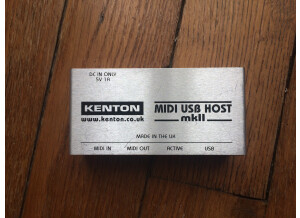 DC IN ONLY
5V 1A
KENTON MIDI USB HOST
www.kenton.co.uk mkII
MADE IN THE UK
MIDI IN MIDI OUT ACTIVE USB